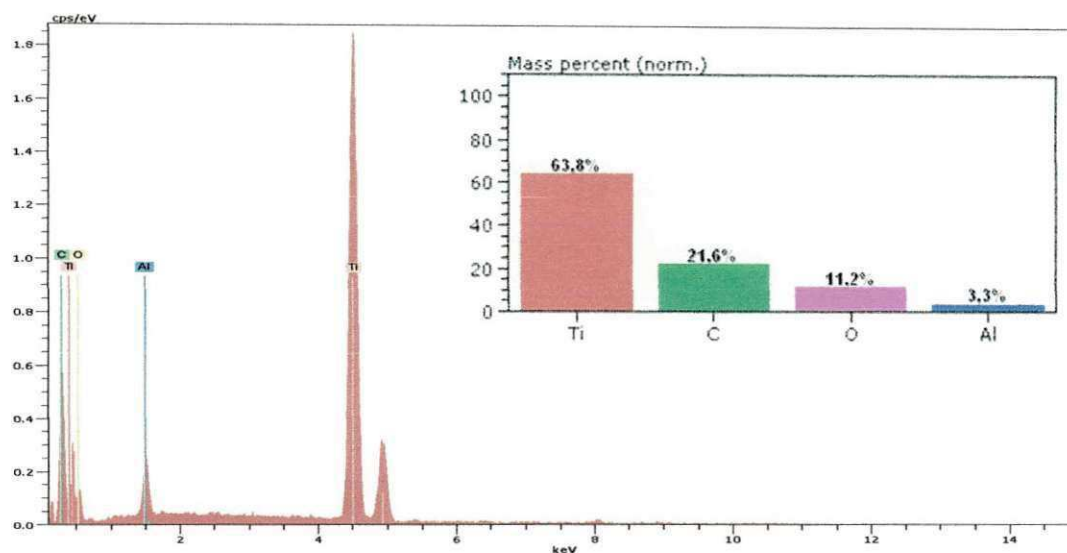 cps/eV
1.8
1.6
1.4
1.2
1.0
0.8
0.6
0.4
0.2
0.0
C
O
Ti
Al
Ti
2
4
6
8
10
12
14
keV
Mass percent (norm.)
100
80
60
40
20
0
63,8%
21,6%
11,2%
3,3%
Ti
C
O
Al